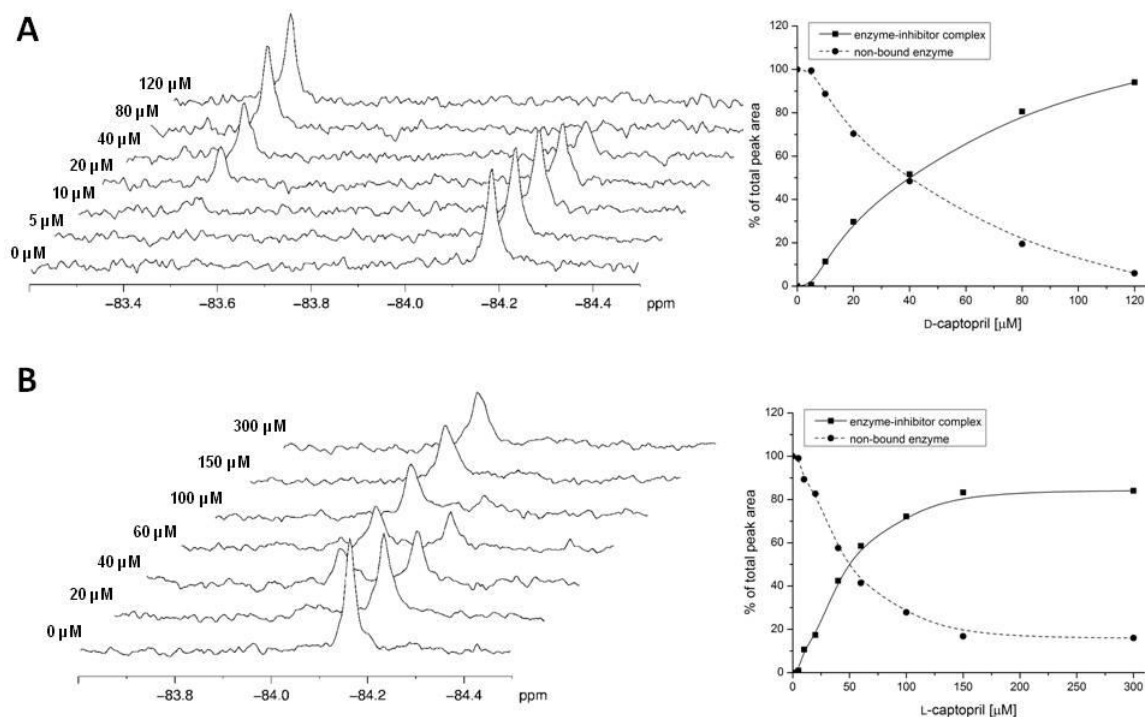 A
120 µM
80 µM
40 µM
20 µM
10 µM
5 µM
0 µM
−83.4 −83.6 −83.8 −84.0 −84.2 −84.4 ppm
enzyme-inhibitor complex
non-bound enzyme
% of total peak area
120
100
80
60
40
20
0
0 20 40 60 80 100 120
D-captopril [µM]
B
300 µM
150 µM
100 µM
60 µM
40 µM
20 µM
0 µM
−83.8 −84.0 −84.2 −84.4 ppm
enzyme-inhibitor complex
non-bound enzyme
% of total peak area
120
100
80
60
40
20
0
0 50 100 150 200 250 300
L-captopril [µM]